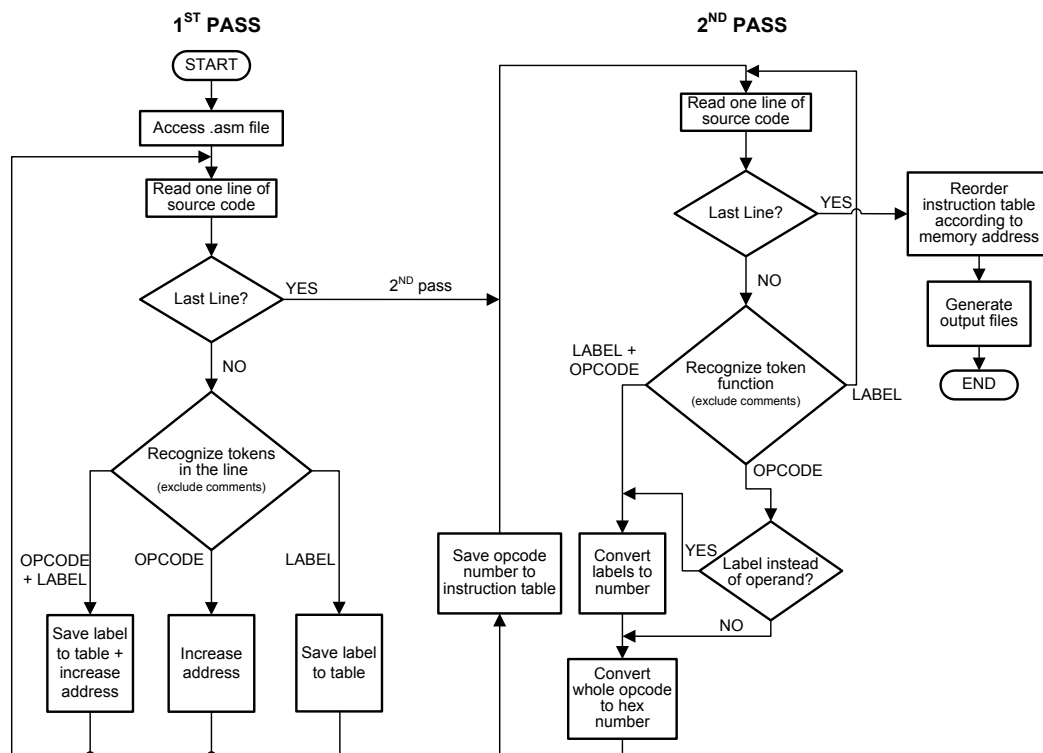 1ST PASS
START
Access .asm file
Read one line of
source code
Last Line?
YES
2ND pass
NO
Recognize tokens
in the line
(exclude comments)
OPCODE
+ LABEL
OPCODE
LABEL
Save label
to table +
increase
address
Increase
address
Save label
to table
2ND PASS
Read one line of
source code
Last Line?
YES
Reorder
instruction table
according to
memory address
Generate
output files
END
NO
LABEL +
OPCODE
Recognize token
function
(exclude comments)
LABEL
OPCODE
Label instead
of operand?
YES
NO
Convert
labels to
number
Save opcode
number to
instruction table
Convert
whole opcode
to hex
number